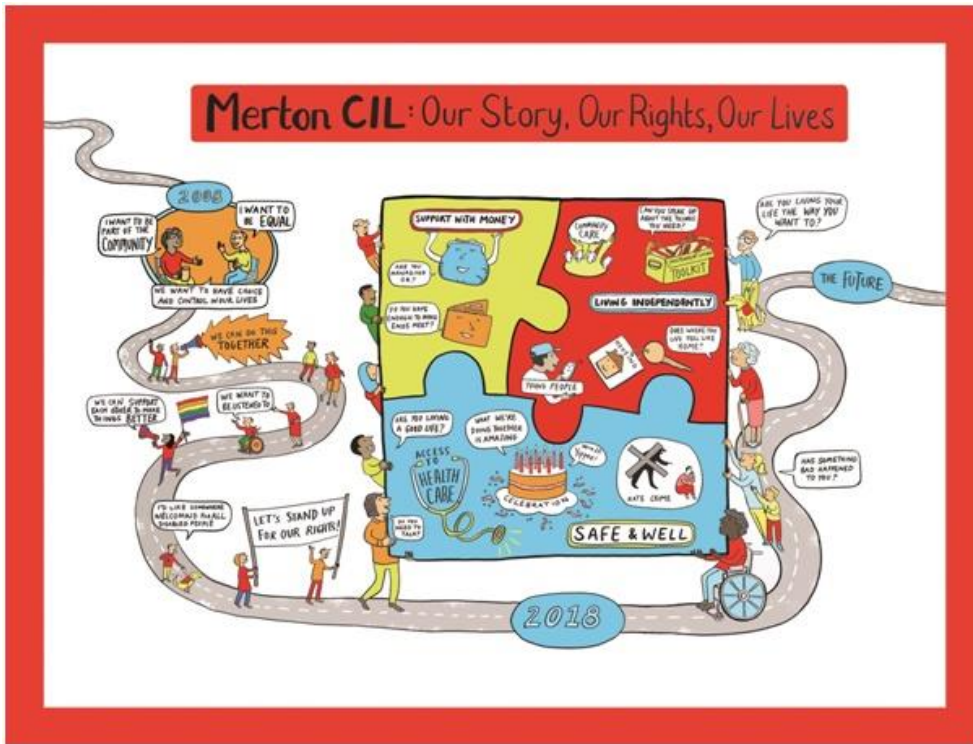 Merton CIL: Our Story, Our Rights, Our Lives
2008
I WANT TO BE
PART OF THE
COMMUNITY
I WANT TO
BE EQUAL
WE WANT TO HAVE CHOICE
AND CONTROL IN OUR LIVES
WE CAN DO THIS
TOGETHER
WE CAN SUPPORT
EACH OTHER TO MAKE
THINGS BETTER
WE WANT TO
BE LISTENED TO
I'D LIKE SOMEWHERE
WELCOMING FOR ALL
DISABLED PEOPLE
LET'S STAND UP
FOR OUR RIGHTS!
SUPPORT WITH MONEY
ARE YOU
MANAGING
OK?
DO YOU HAVE
ENOUGH TO MAKE
ENDS MEET?
COMMUNITY
CARE
CAN YOU SPEAK UP
ABOUT THE THINGS
YOU NEED?
TOOLKIT
LIVING INDEPENDENTLY
HOUSING
DOES WHERE YOU
LIVE FEEL LIKE
HOME?
YOUNG PEOPLE
ARE YOU LIVING
A GOOD LIFE?
WHAT WE'RE
DOING TOGETHER
IS AMAZING
ACCESS
TO
HEALTH
CARE
CELEBRATION
HATE CRIME
DO YOU
NEED TO
TALK?
SAFE & WELL
2018
ARE YOU LIVING YOUR
LIFE THE WAY YOU
WANT TO?
THE FUTURE
HAS SOMETHING
BAD HAPPENED
TO YOU?